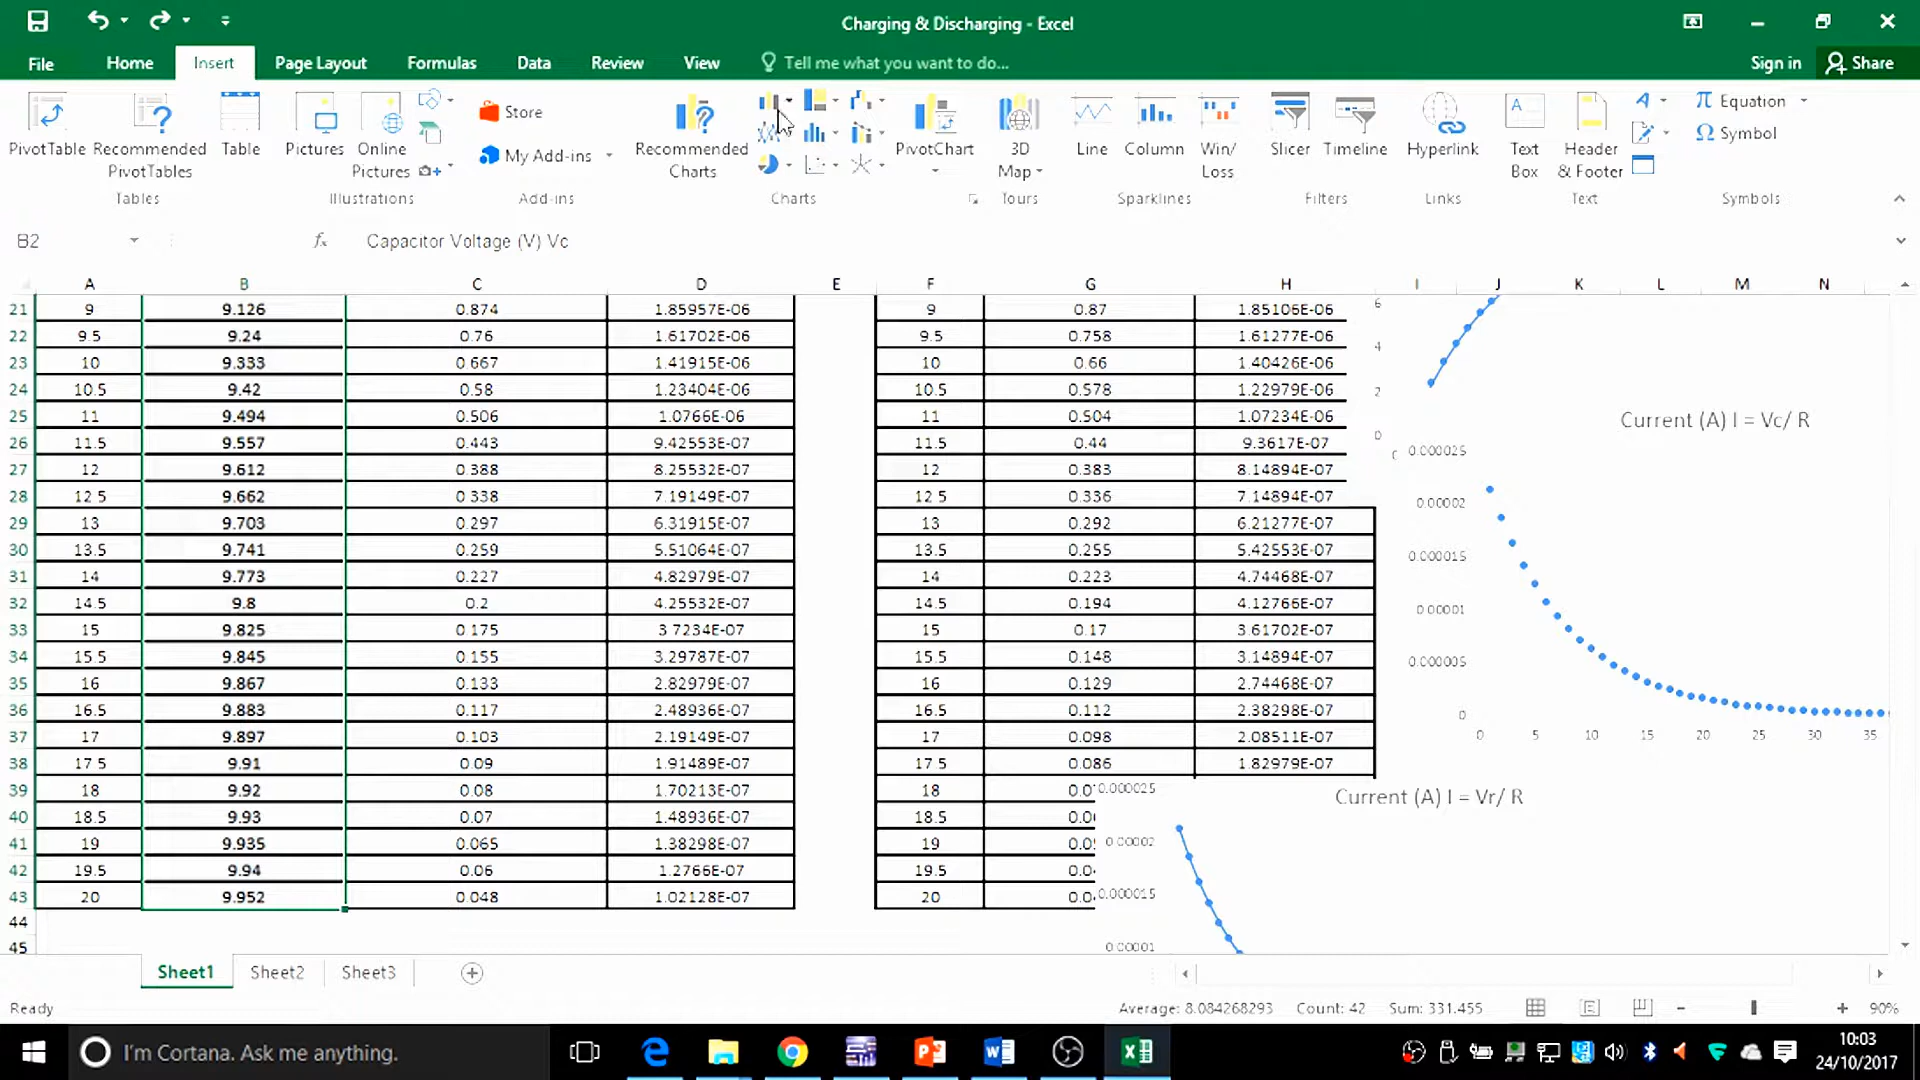 Charging & Discharging - Excel
File Home Insert Page Layout Formulas Data Review View Tell me what you want to do... Sign in Share
PivotTable Recommended PivotTables Table Pictures Online Pictures Store My Add-ins Recommended Charts PivotChart 3D Map Line Column Win/Loss Slicer Timeline Hyperlink Text Box Header & Footer Equation Symbol
Tables Illustrations Add-ins Charts Tours Sparklines Filters Links Text Symbols
B2 fx Capacitor Voltage (V) Vc
A B C D E F G H I J K L M N
21 9 9.126 0.874 1.85957E-06 9 0.87 1.85106E-06
22 9.5 9.24 0.76 1.61702E-06 9.5 0.758 1.61277E-06
23 10 9.333 0.667 1.41915E-06 10 0.66 1.40426E-06
24 10.5 9.42 0.58 1.23404E-06 10.5 0.578 1.22979E-06
25 11 9.494 0.506 1.0766E-06 11 0.504 1.07234E-06
26 11.5 9.557 0.443 9.42553E-07 11.5 0.44 9.3617E-07
27 12 9.612 0.388 8.25532E-07 12 0.383 8.14894E-07
28 12 5 9.662 0.338 7.19149E-07 12 5 0.336 7.14894E-07
29 13 9.703 0.297 6.31915E-07 13 0.292 6.21277E-07
30 13.5 9.741 0.259 5.51064E-07 13.5 0.255 5.42553E-07
31 14 9.773 0.227 4.82979E-07 14 0.223 4.74468E-07
32 14.5 9.8 0.2 4.25532E-07 14.5 0.194 4.12766E-07
33 15 9.825 0.175 3 7234E-07 15 0.17 3.61702E-07
34 15.5 9.845 0.155 3.29787E-07 15.5 0.148 3.14894E-07
35 16 9.867 0.133 2.82979E-07 16 0.129 2.74468E-07
36 16.5 9.883 0.117 2.48936E-07 16.5 0.112 2.38298E-07
37 17 9.897 0.103 2.19149E-07 17 0.098 2.08511E-07
38 17 5 9.91 0.09 1.91489E-07 17 5 0.086 1.82979E-07
39 18 9.92 0.08 1.70213E-07 18
40 18.5 9.93 0.07 1.48936E-07 18.5
41 19 9.935 0.065 1.38298E-07 19
42 19.5 9.94 0.06 1.2766E-07 19.5
43 20 9.952 0.048 1.02128E-07 20
44
45
6
4
2
0
Current (A) I = Vc/ R
0.000025
0.00002
0.000015
0.00001
0.000005
0
0 5 10 15 20 25 30 35
Current (A) I = Vr/ R
0.000025
0.00002
0.000015
0.00001
Sheet1 Sheet2 Sheet3
Ready Average: 8.084268293 Count: 42 Sum: 331.455 90%
I'm Cortana. Ask me anything.
10:03
24/10/2017